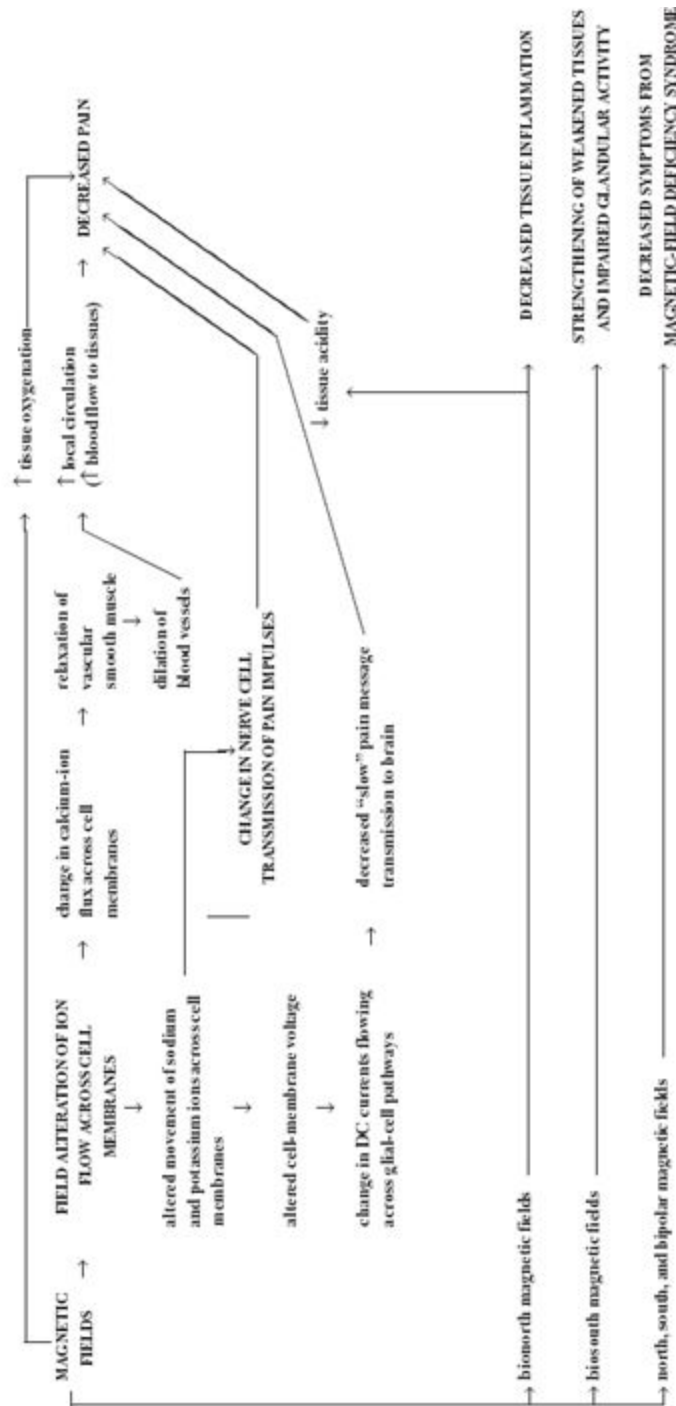 MAGNETIC
FIELDS
→
FIELD ALTERATION OF ION
FLOW ACROSS CELL
MEMBRANES
→
change in calcium-ion
flux across cell
membranes
→
relaxation of
vascular
smooth muscle
↓
dilation of
blood vessels
→
↑ tissue oxygenation
↑ local circulation
(↑ blood flow to tissues)
→
DECREASED PAIN
↓
altered movement of sodium
and potassium ions across cell
membranes
↓
altered cell-membrane voltage
↓
change in DC currents flowing
across glial-cell pathways
→
CHANGE IN NERVE CELL
TRANSMISSION OF PAIN IMPULSES
decreased “slow” pain message
transmission to brain
↓ tissue acidity
bionorth magnetic fields
DECREASED TISSUE INFLAMMATION
biosouth magnetic fields
STRENGTHENING OF WEAKENED TISSUES
AND IMPAIRED GLANDULAR ACTIVITY
north, south, and bipolar magnetic fields
DECREASED SYMPTOMS FROM
MAGNETIC-FIELD DEFICIENCY SYNDROME